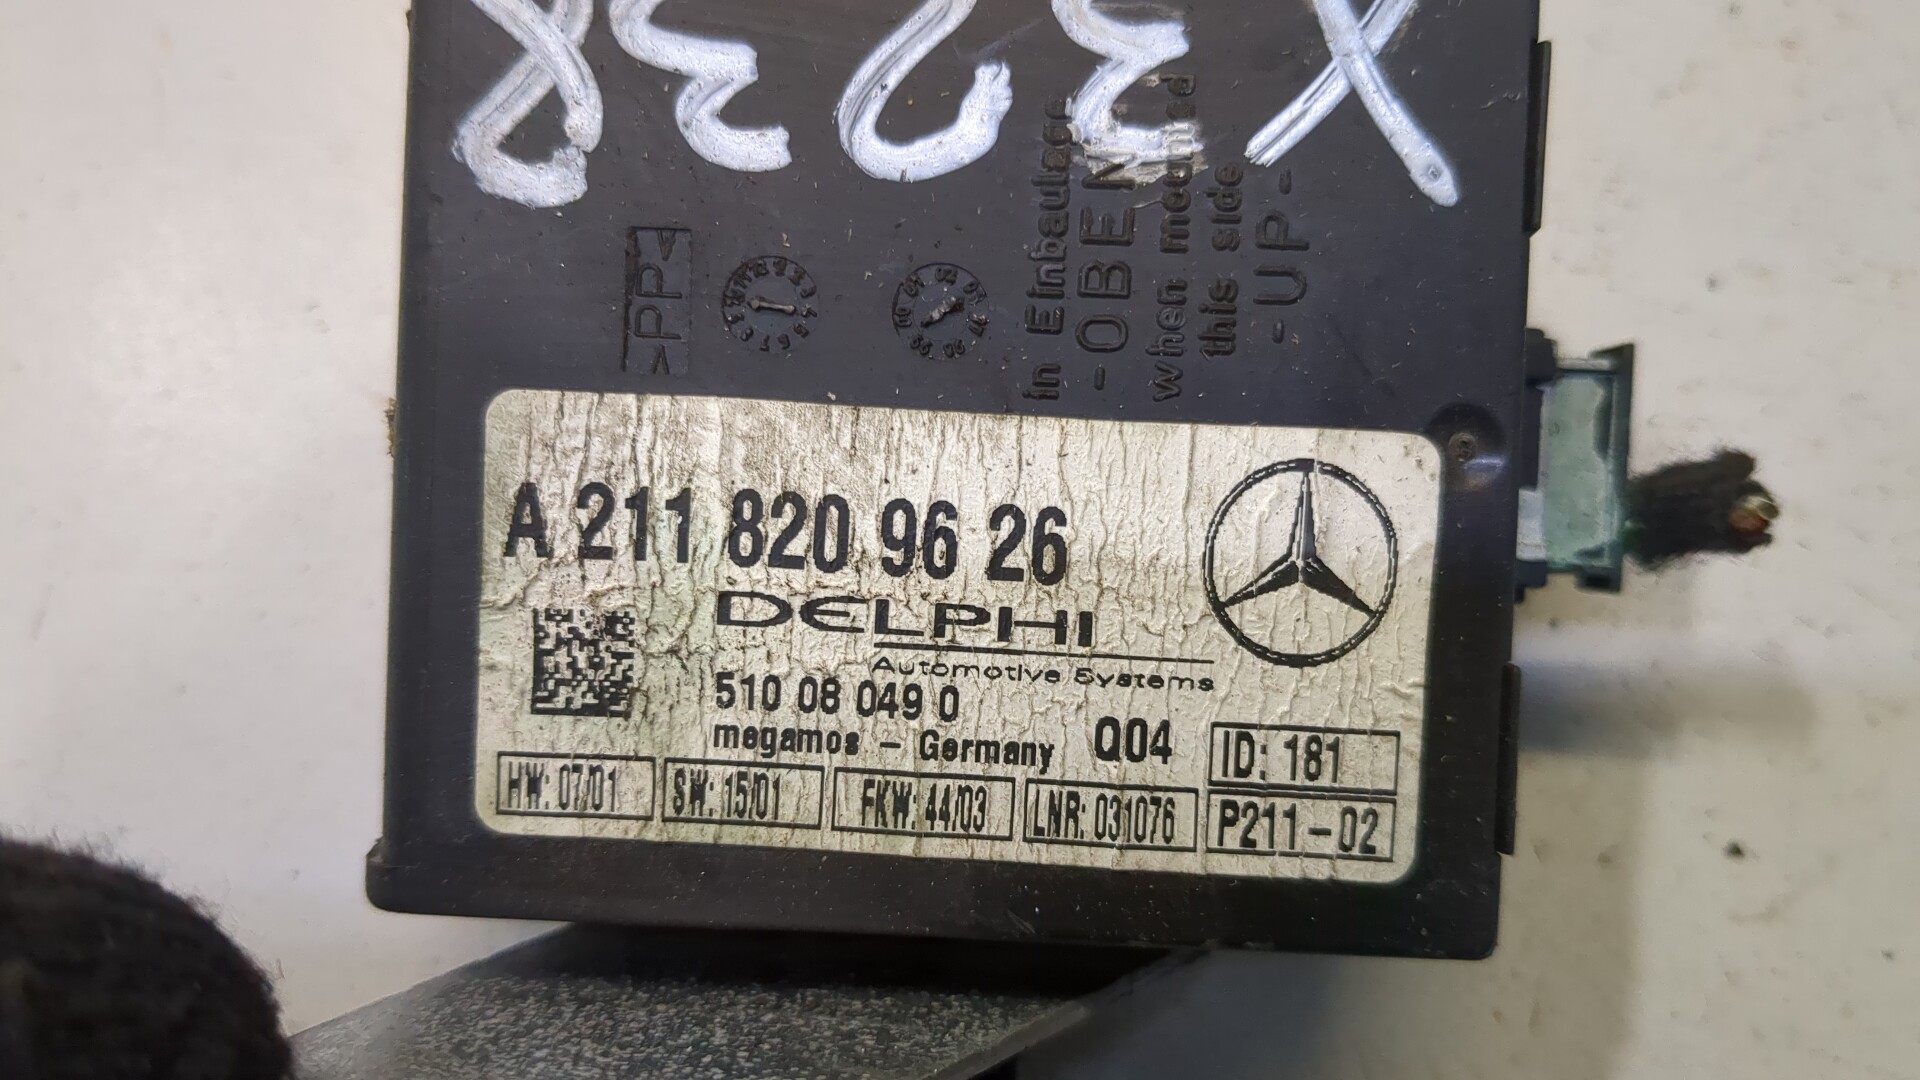 X3238
>PP<
in Einbaulage
-OBEN-
when mounted
this side
-UP-
A 211 820 96 26
DELPHI
Automotive Systems
510 08 049 0
megamos - Germany Q04
ID: 181
HW: 07/01 SW: 15/01 FKW: 44/03 LNR: 031076 P211-02